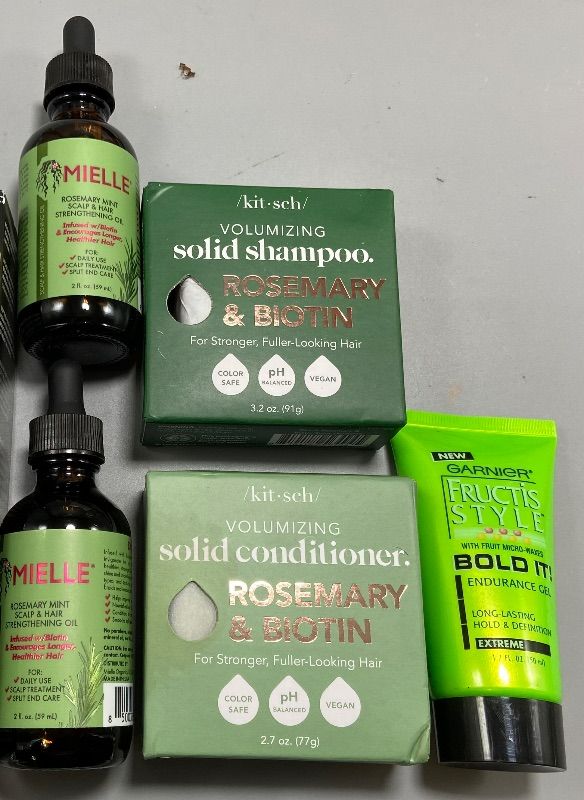 MIELLE
ROSEMARY MINT
SCALP & HAIR
STRENGTHENING OIL
Infused w/Biotin
& Encourages Longer,
Healthier Hair
FOR:
DAILY USE
SCALP TREATMENT
SPLIT END CARE
2 fl. oz. (59 mL)
/kit·sch/
VOLUMIZING
solid shampoo.
ROSEMARY
& BIOTIN
For Stronger, Fuller-Looking Hair
COLOR
SAFE
pH
BALANCED
VEGAN
3.2 oz. (91g)
MIELLE
ROSEMARY MINT
SCALP & HAIR
STRENGTHENING OIL
Infused w/Biotin
& Encourages Longer,
Healthier Hair
FOR:
DAILY USE
SCALP TREATMENT
SPLIT END CARE
2 fl. oz. (59 mL)
/kit·sch/
VOLUMIZING
solid conditioner.
ROSEMARY
& BIOTIN
For Stronger, Fuller-Looking Hair
COLOR
SAFE
pH
BALANCED
VEGAN
2.7 oz. (77g)
NEW
GARNIER
FRUCTIS
STYLE
WITH FRUIT MICRO-WAXES
BOLD IT!
ENDURANCE GEL
LONG-LASTING
HOLD & DEFINITION
EXTREME